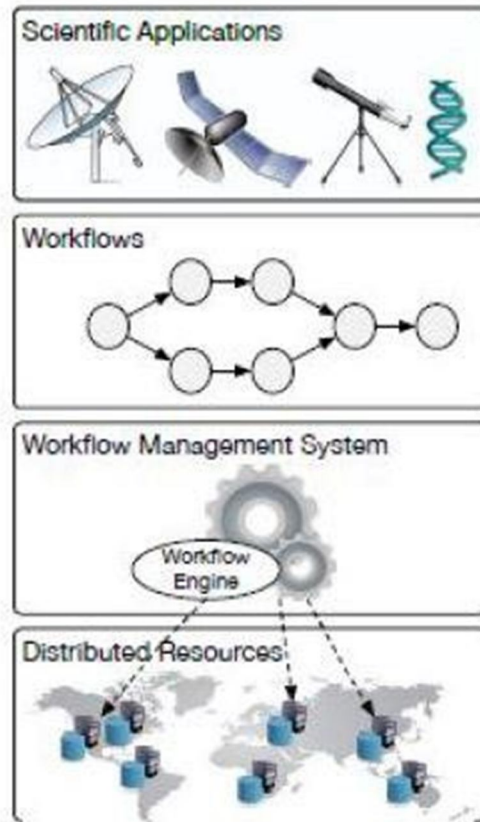 Scientific Applications
Workflows
Workflow Management System
Workflow
Engine
Distributed Resources